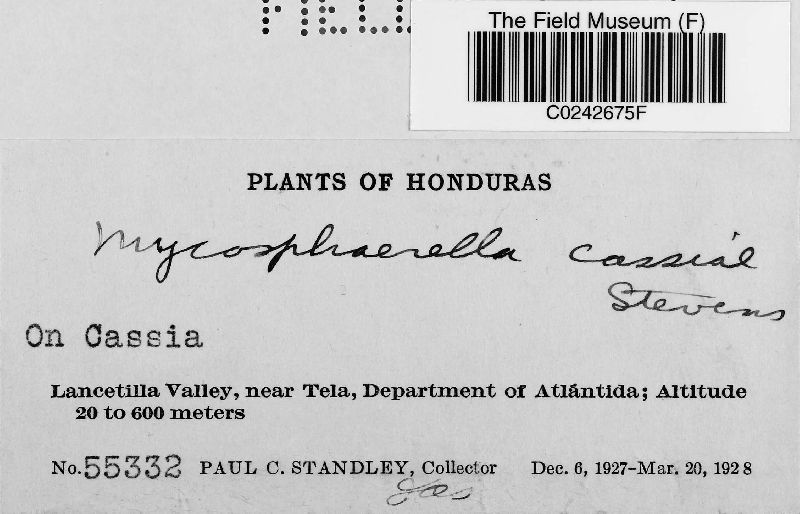 The Field Museum (F)
C0242675F
PLANTS OF HONDURAS
Mycosphaerella cassiae
Stevens
On Cassia
Lancetilla Valley, near Tela, Department of Atlántida; Altitude
20 to 600 meters
No. 55332 PAUL C. STANDLEY, Collector Dec. 6, 1927–Mar. 20, 1928